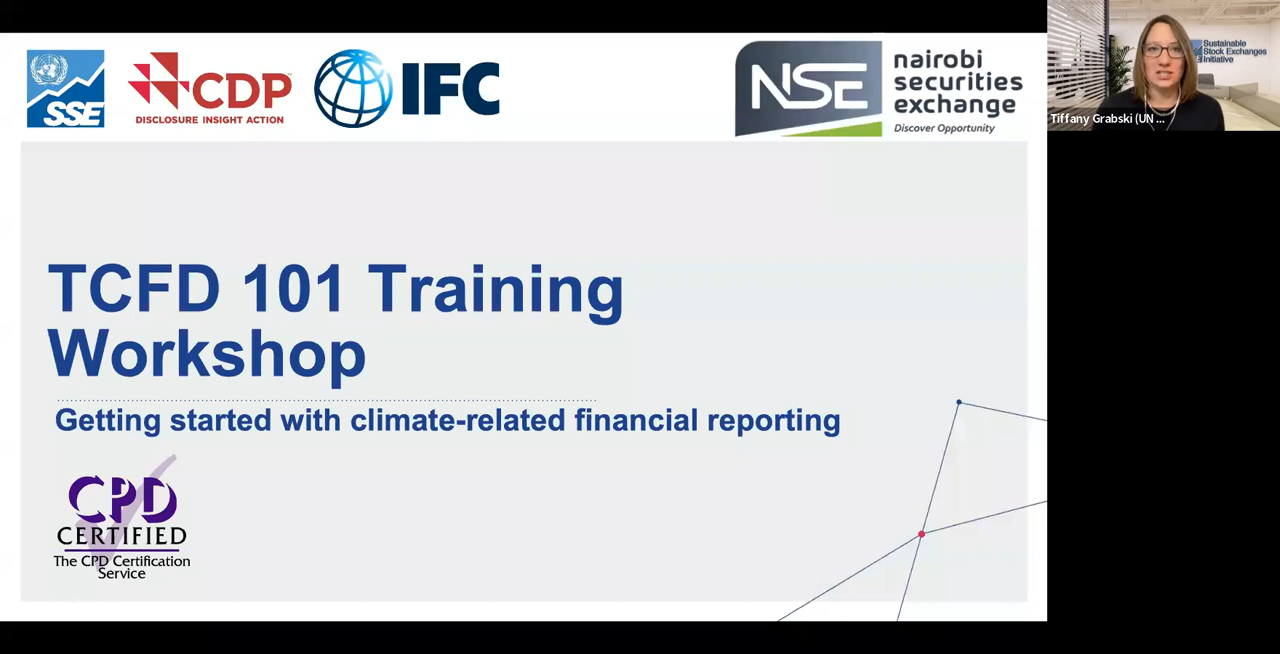 SSE
CDP
DISCLOSURE INSIGHT ACTION
IFC
NSE
nairobi
securities
exchange
Discover Opportunity
Sustainable
Stock Exchanges
Initiative
Tiffany Grabski (UN ...
TCFD 101 Training
Workshop
Getting started with climate-related financial reporting
CPD
CERTIFIED
The CPD Certification
Service